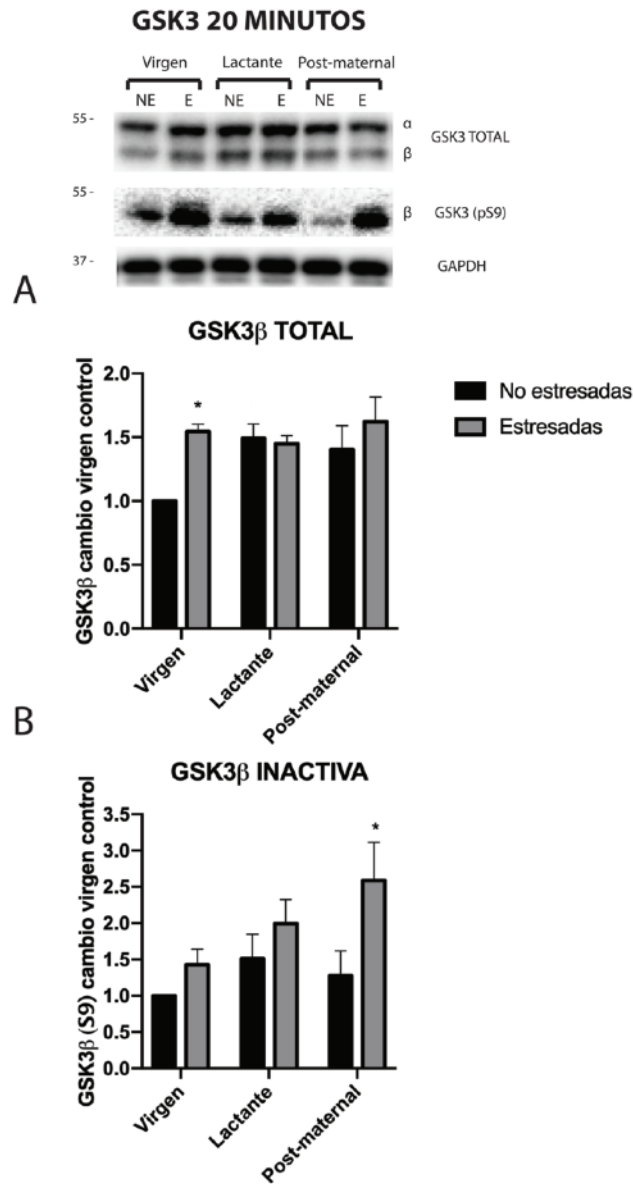 GSK3 20 MINUTOS
Virgen Lactante Post-maternal
NE E NE E NE E
55 - α GSK3 TOTAL
β
55 -
β GSK3 (pS9)
37 - GAPDH
A
GSK3β TOTAL
GSK3β cambio virgen control
2.0
1.5
1.0
0.5
0.0
*
Virgen
Lactante
Post-maternal
No estresadas
Estresadas
B
GSK3β INACTIVA
GSK3β (S9) cambio virgen control
3.5
3.0
2.5
2.0
1.5
1.0
0.5
0.0
*
Virgen
Lactante
Post-maternal